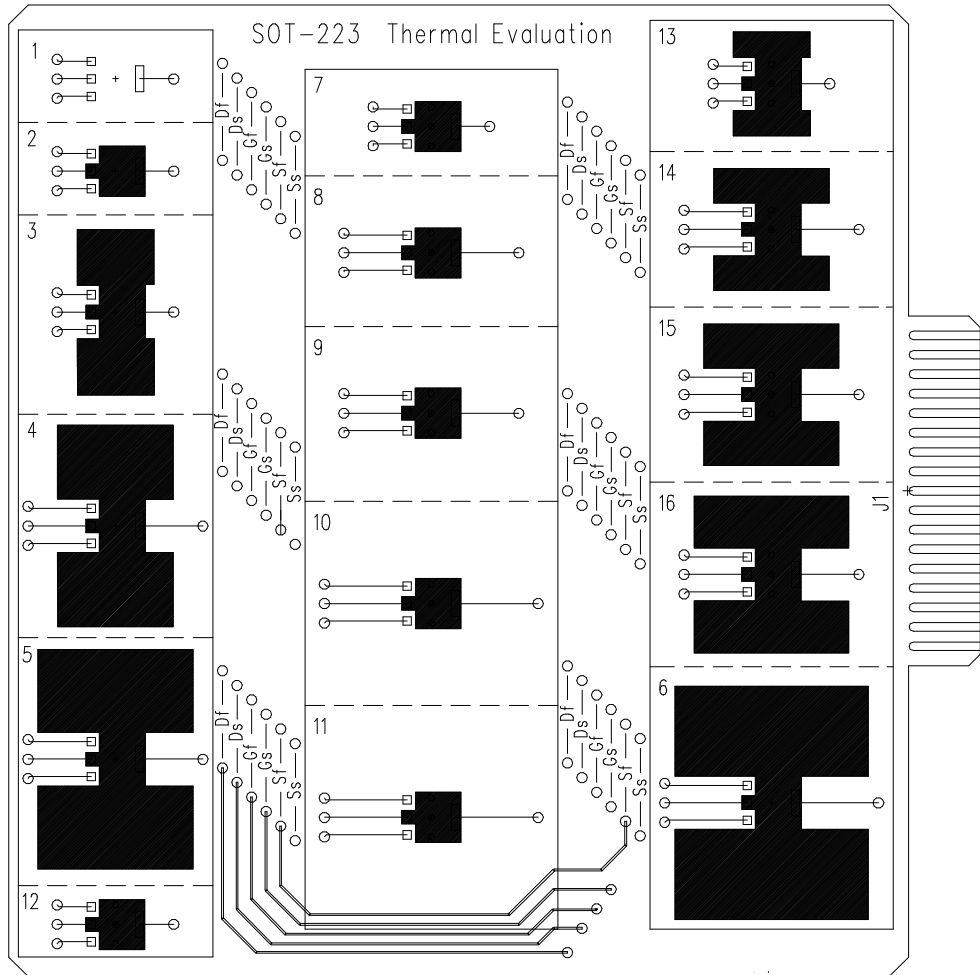 SOT-223 Thermal Evaluation
1
2
3
4
5
12
Df
Ds
Gf
Gs
Sf
Ss
Df
Ds
Gf
Gs
Sf
Ss
Df
Ds
Gf
Gs
Sf
Ss
7
8
9
10
11
Df
Ds
Gf
Gs
Sf
Ss
Df
Ds
Gf
Gs
Sf
Ss
Df
Ds
Gf
Gs
Sf
Ss
13
14
15
16
6
J1